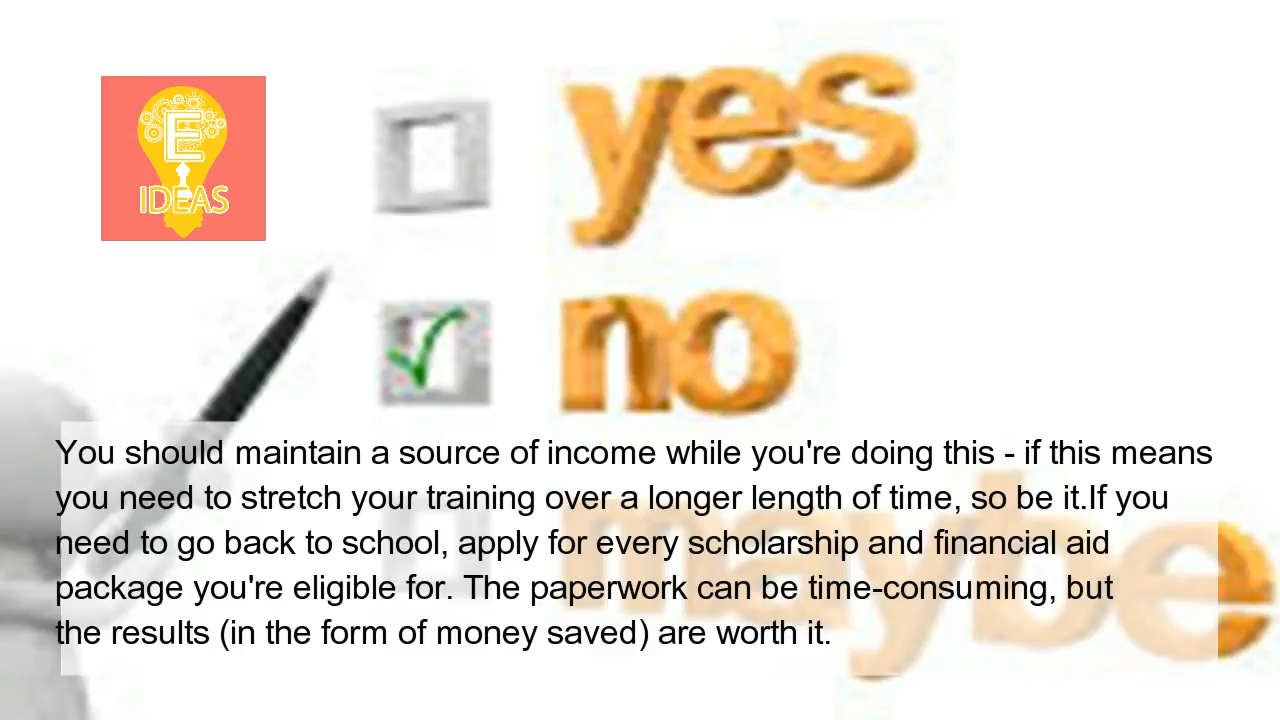 E
IDEAS
yes
no
maybe
You should maintain a source of income while you're doing this - if this means
you need to stretch your training over a longer length of time, so be it.If you
need to go back to school, apply for every scholarship and financial aid
package you're eligible for. The paperwork can be time-consuming, but
the results (in the form of money saved) are worth it.